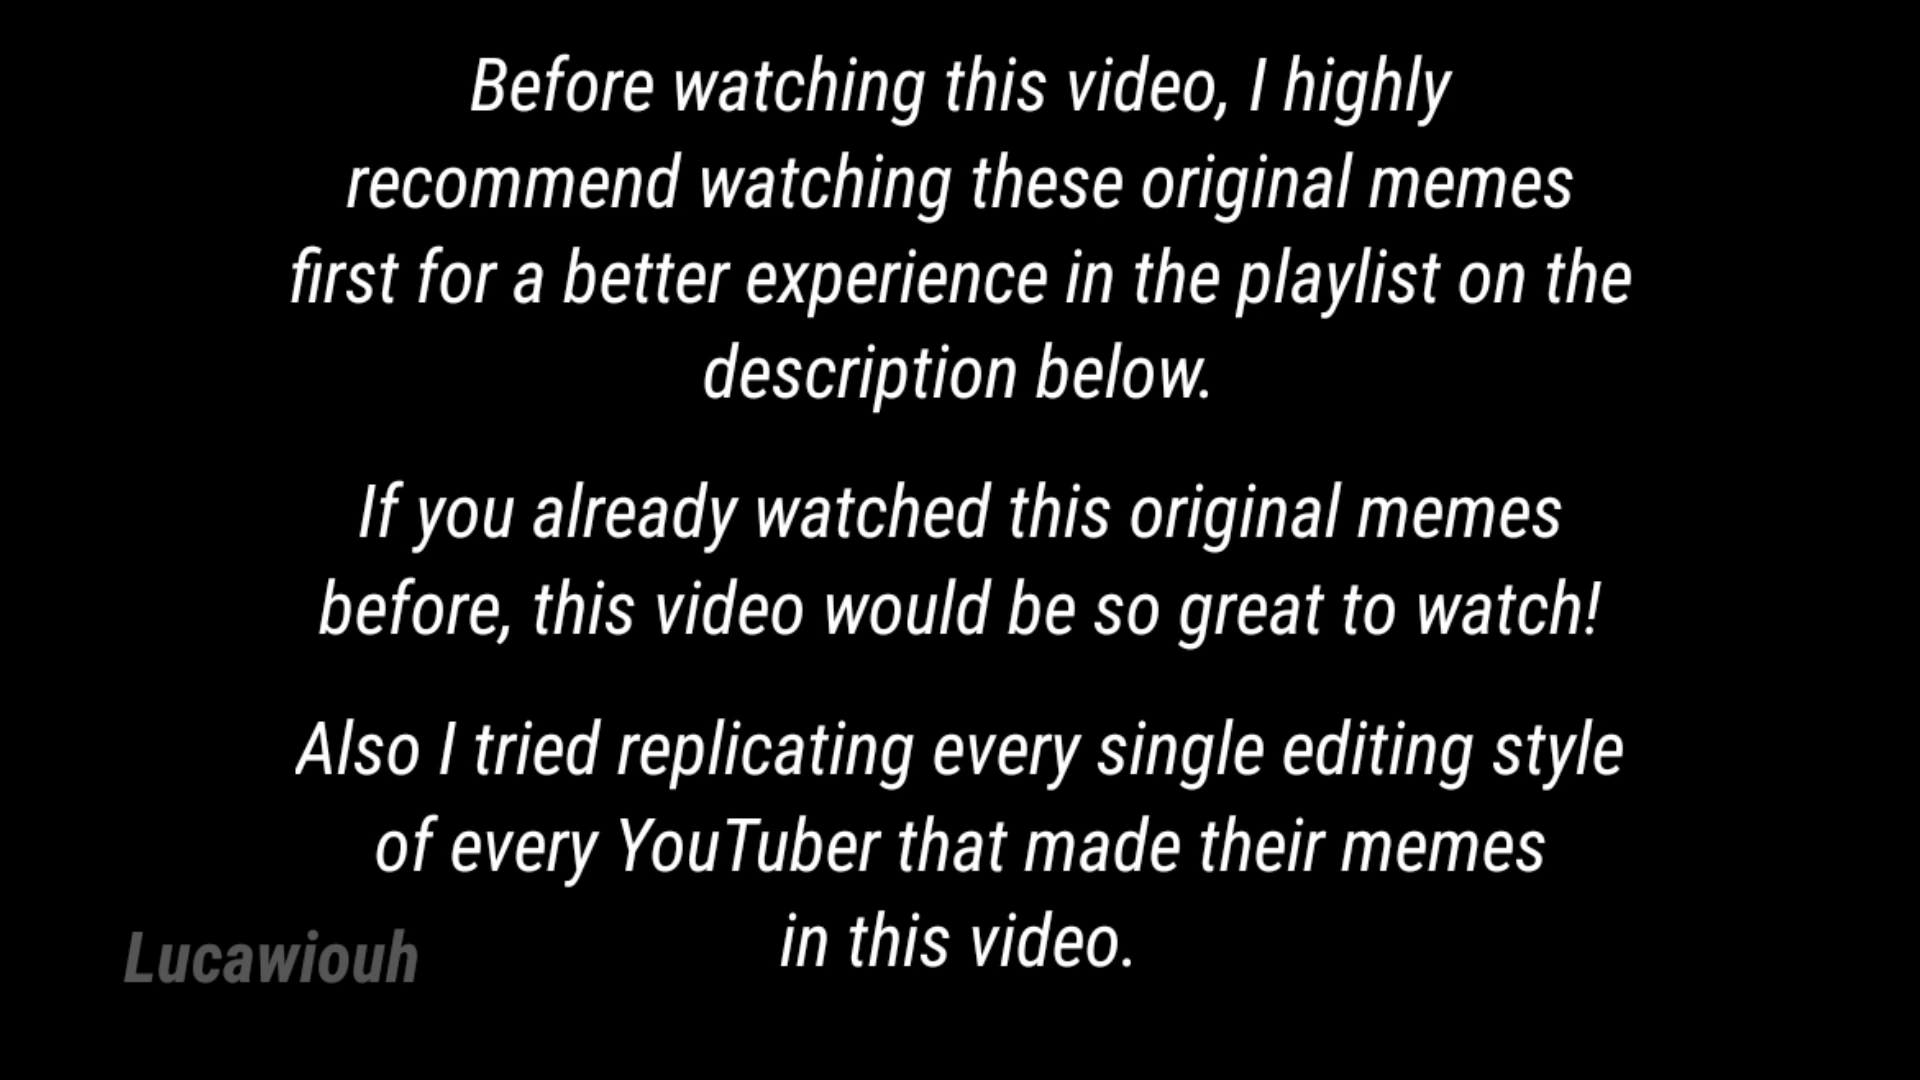 Before watching this video, I highly
recommend watching these original memes
first for a better experience in the playlist on the
description below.
If you already watched this original memes
before, this video would be so great to watch!
Also I tried replicating every single editing style
of every YouTuber that made their memes
in this video.
Lucawiouh